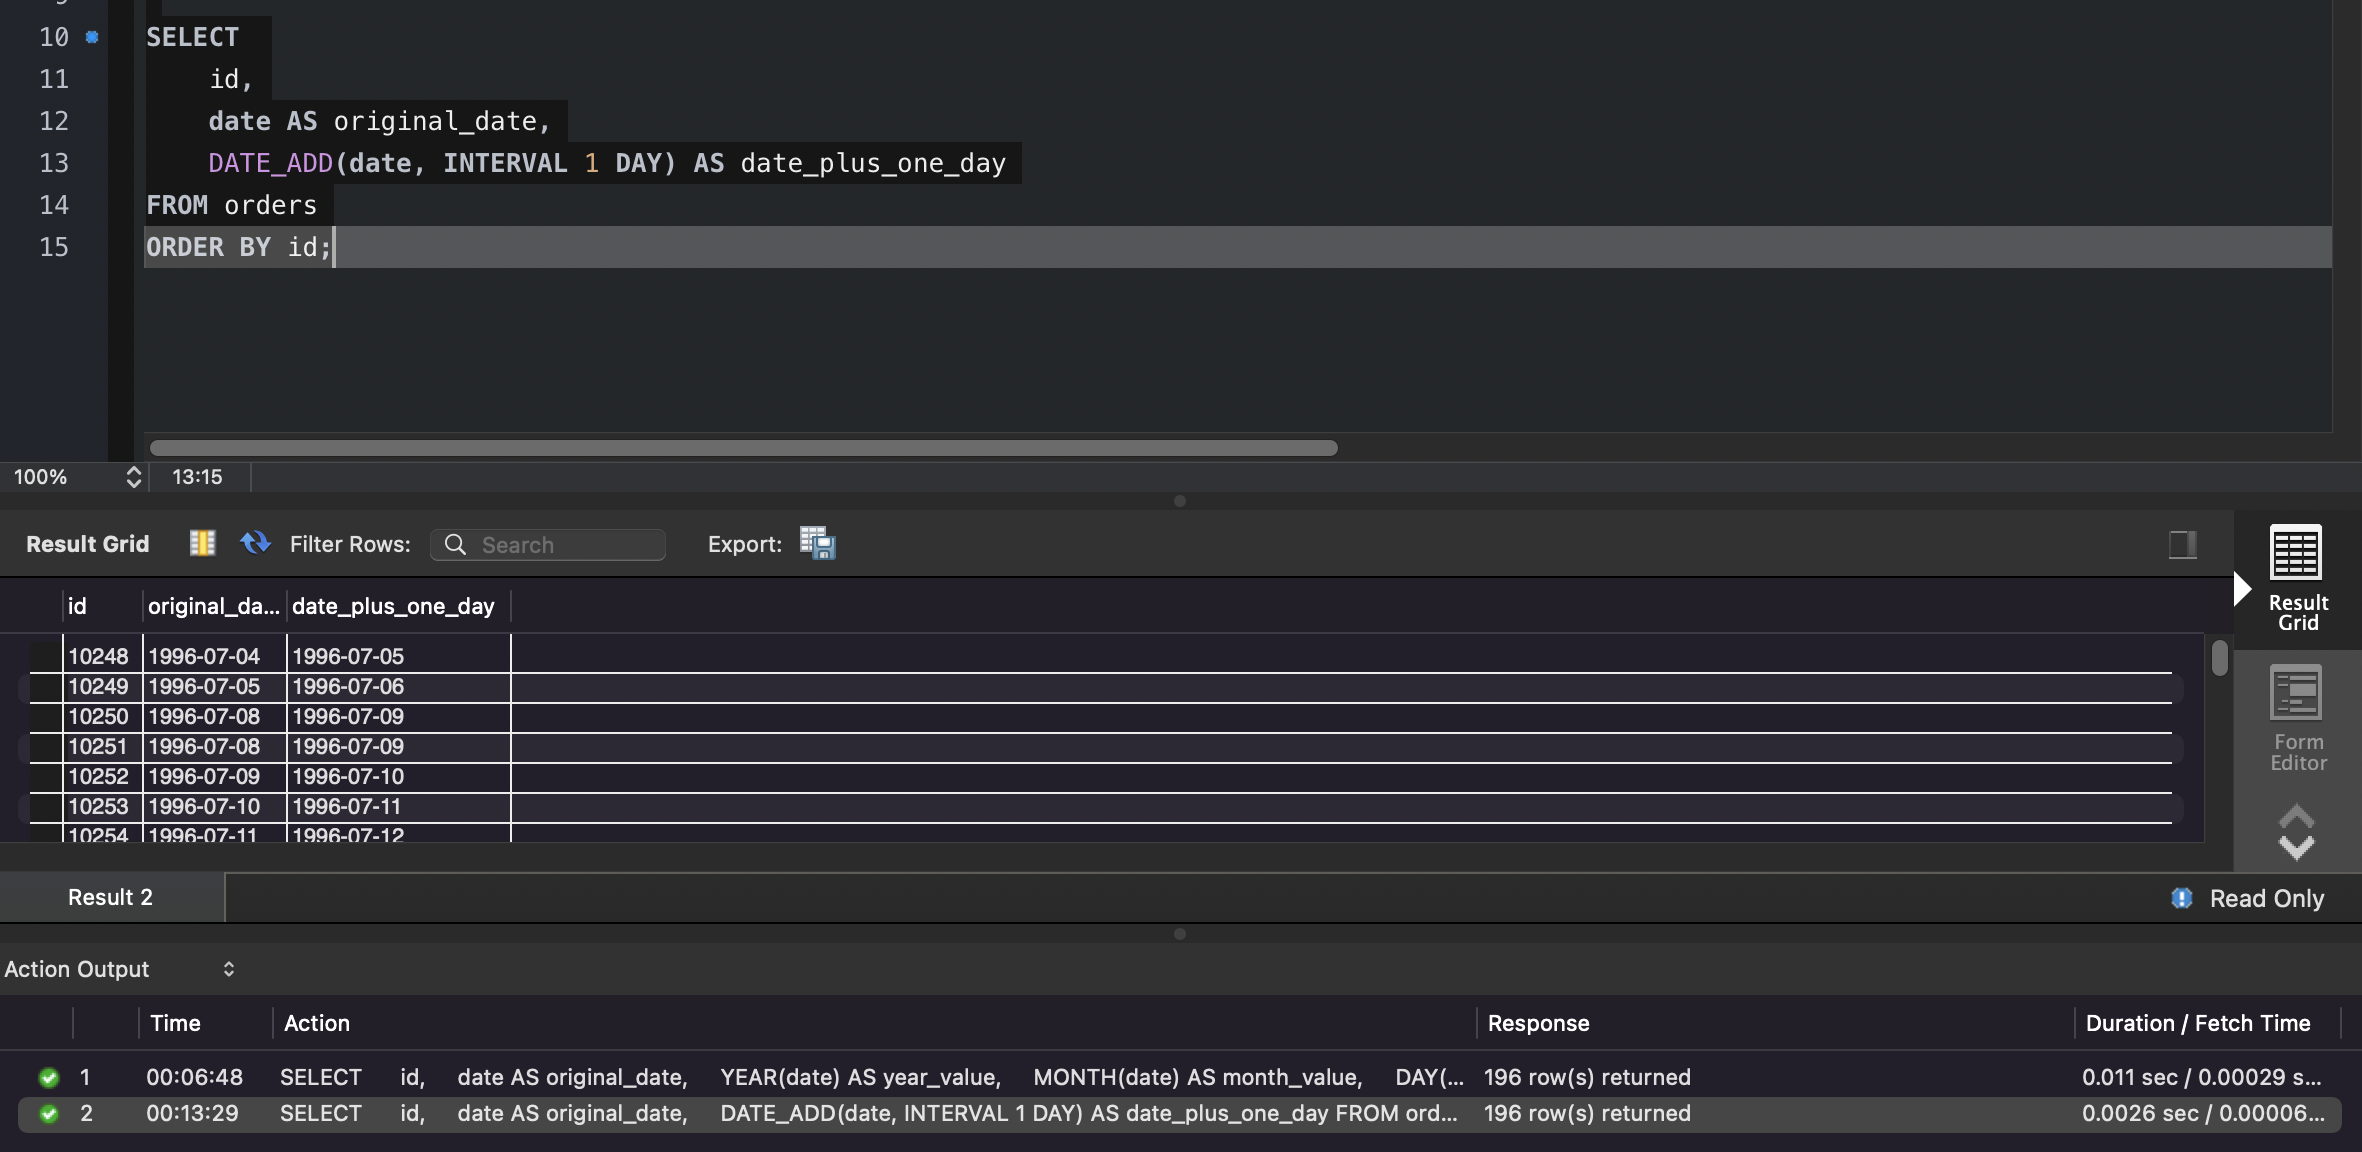 10 SELECT
11 id,
12 date AS original_date,
13 DATE_ADD(date, INTERVAL 1 DAY) AS date_plus_one_day
14 FROM orders
15 ORDER BY id;
100% 13:15
Result Grid Filter Rows: Search Export:
id original_da... date_plus_one_day
10248 1996-07-04 1996-07-05
10249 1996-07-05 1996-07-06
10250 1996-07-08 1996-07-09
10251 1996-07-08 1996-07-09
10252 1996-07-09 1996-07-10
10253 1996-07-10 1996-07-11
10254 1996-07-11 1996-07-12
Result
Grid
Form
Editor
Result 2 Read Only
Action Output
Time Action Response Duration / Fetch Time
1 00:06:48 SELECT id, date AS original_date, YEAR(date) AS year_value, MONTH(date) AS month_value, DAY(... 196 row(s) returned 0.011 sec / 0.00029 s...
2 00:13:29 SELECT id, date AS original_date, DATE_ADD(date, INTERVAL 1 DAY) AS date_plus_one_day FROM ord... 196 row(s) returned 0.0026 sec / 0.00006...